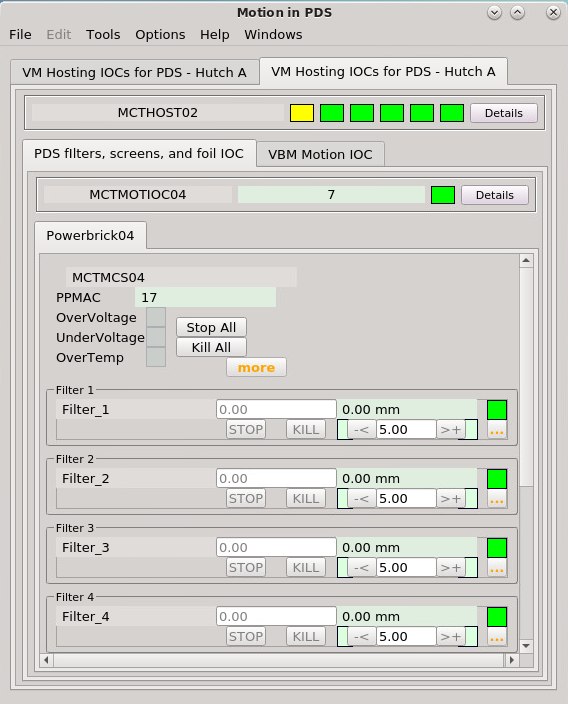 Motion in PDS
File Edit Tools Options Help Windows
VM Hosting IOCs for PDS - Hutch A VM Hosting IOCs for PDS - Hutch A
MCTHOST02 Details
PDS fIlters, screens, and foil IOC VBM Motion IOC
MCTMOTIOC04 7 Details
Powerbrick04
MCTMCS04
PPMAC 17
OverVoltage
Stop All
UnderVoltage
Kill All
OverTemp
more
Filter 1
Filter_1 0.00 0.00 mm
STOP KILL -< 5.00 >+ ...
Filter 2
Filter_2 0.00 0.00 mm
STOP KILL -< 5.00 >+ ...
Filter 3
Filter_3 0.00 0.00 mm
STOP KILL -< 5.00 >+ ...
Filter 4
Filter_4 0.00 0.00 mm
STOP KILL -< 5.00 >+ ...